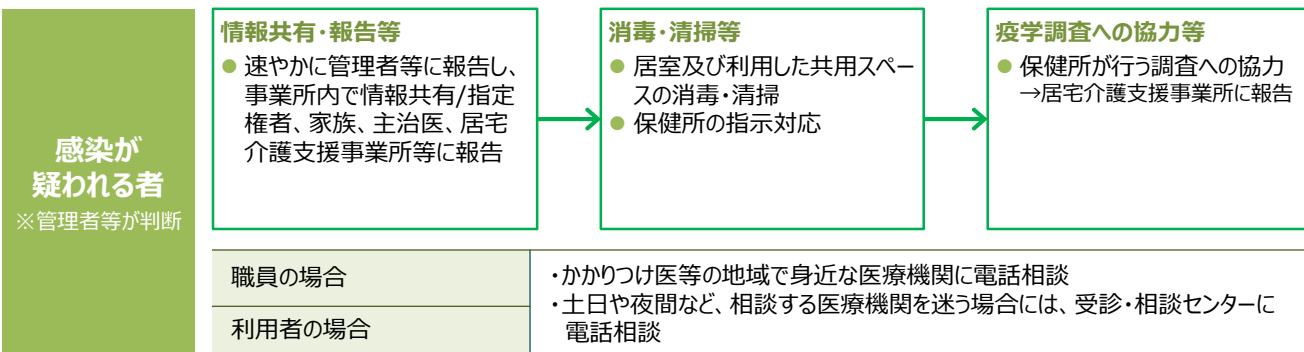 感染が
疑われる者
※管理者等が判断
情報共有・報告等
● 速やかに管理者等に報告し、
事業所内で情報共有/指定
権者、家族、主治医、居宅
介護支援事業所等に報告
消毒・清掃等
● 居室及び利用した共用スペー
スの消毒・清掃
● 保健所の指示対応
疫学調査への協力等
● 保健所が行う調査への協力
→居宅介護支援事業所に報告
職員の場合
利用者の場合
・かかりつけ医等の地域で身近な医療機関に電話相談
・土日や夜間など、相談する医療機関を迷う場合には、受診・相談センターに
電話相談